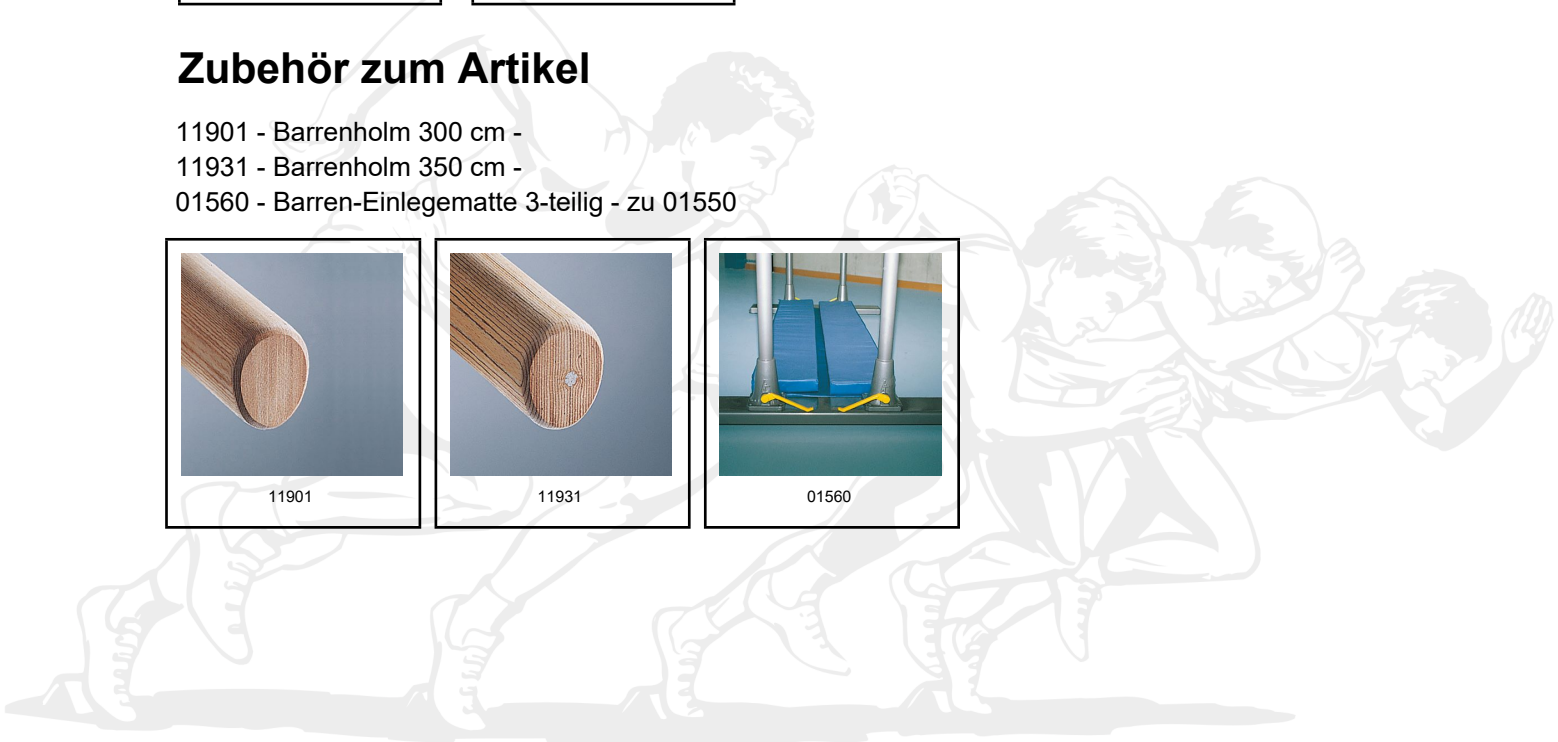 Zubehör zum Artikel
11901 - Barrenholm 300 cm -
11931 - Barrenholm 350 cm -
01560 - Barren-Einlegematte 3-teilig - zu 01550
11901
11931
01560